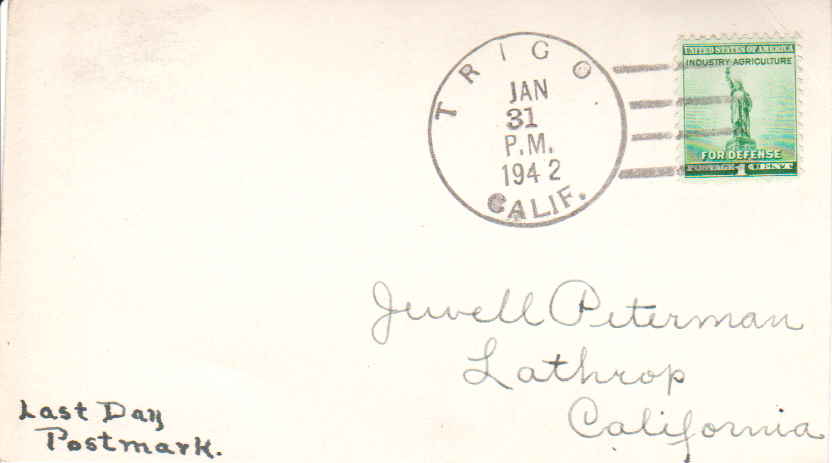 TRIGO
JAN
31
P.M.
1942
CALIF.
UNITED STATES OF AMERICA
INDUSTRY AGRICULTURE
FOR DEFENSE
1 CENT
Jewell Peterman
Lathrop
California
Last Day
Postmark.